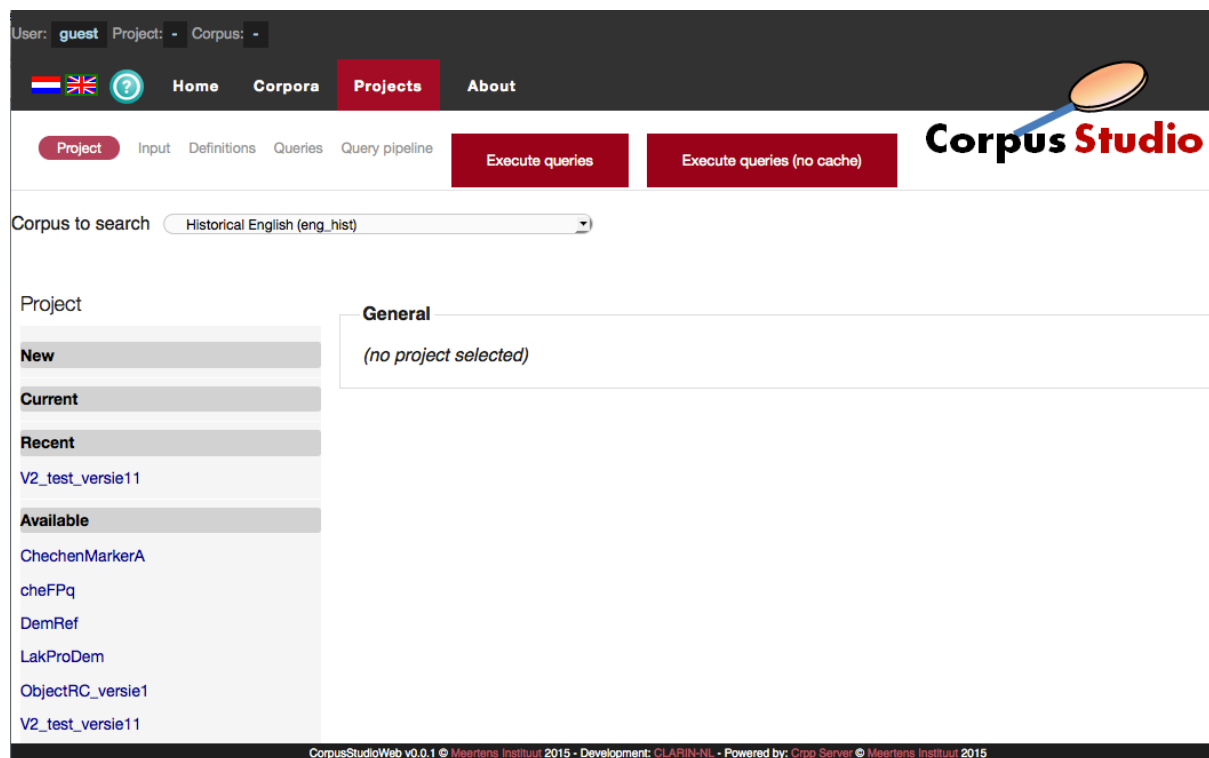 User: guest Project: - Corpus: -
? Home Corpora Projects About
Corpus Studio
Project Input Definitions Queries Query pipeline Execute queries Execute queries (no cache)
Corpus to search Historical English (eng_hist)
Project
General
New
(no project selected)
Current
Recent
V2_test_versie11
Available
ChechenMarkerA
cheFPq
DemRef
LakProDem
ObjectRC_versie1
V2_test_versie11
CorpusStudioWeb v0.0.1 © Meertens Instituut 2015 - Development: CLARIN-NL - Powered by: Crpp Server © Meertens Instituut 2015